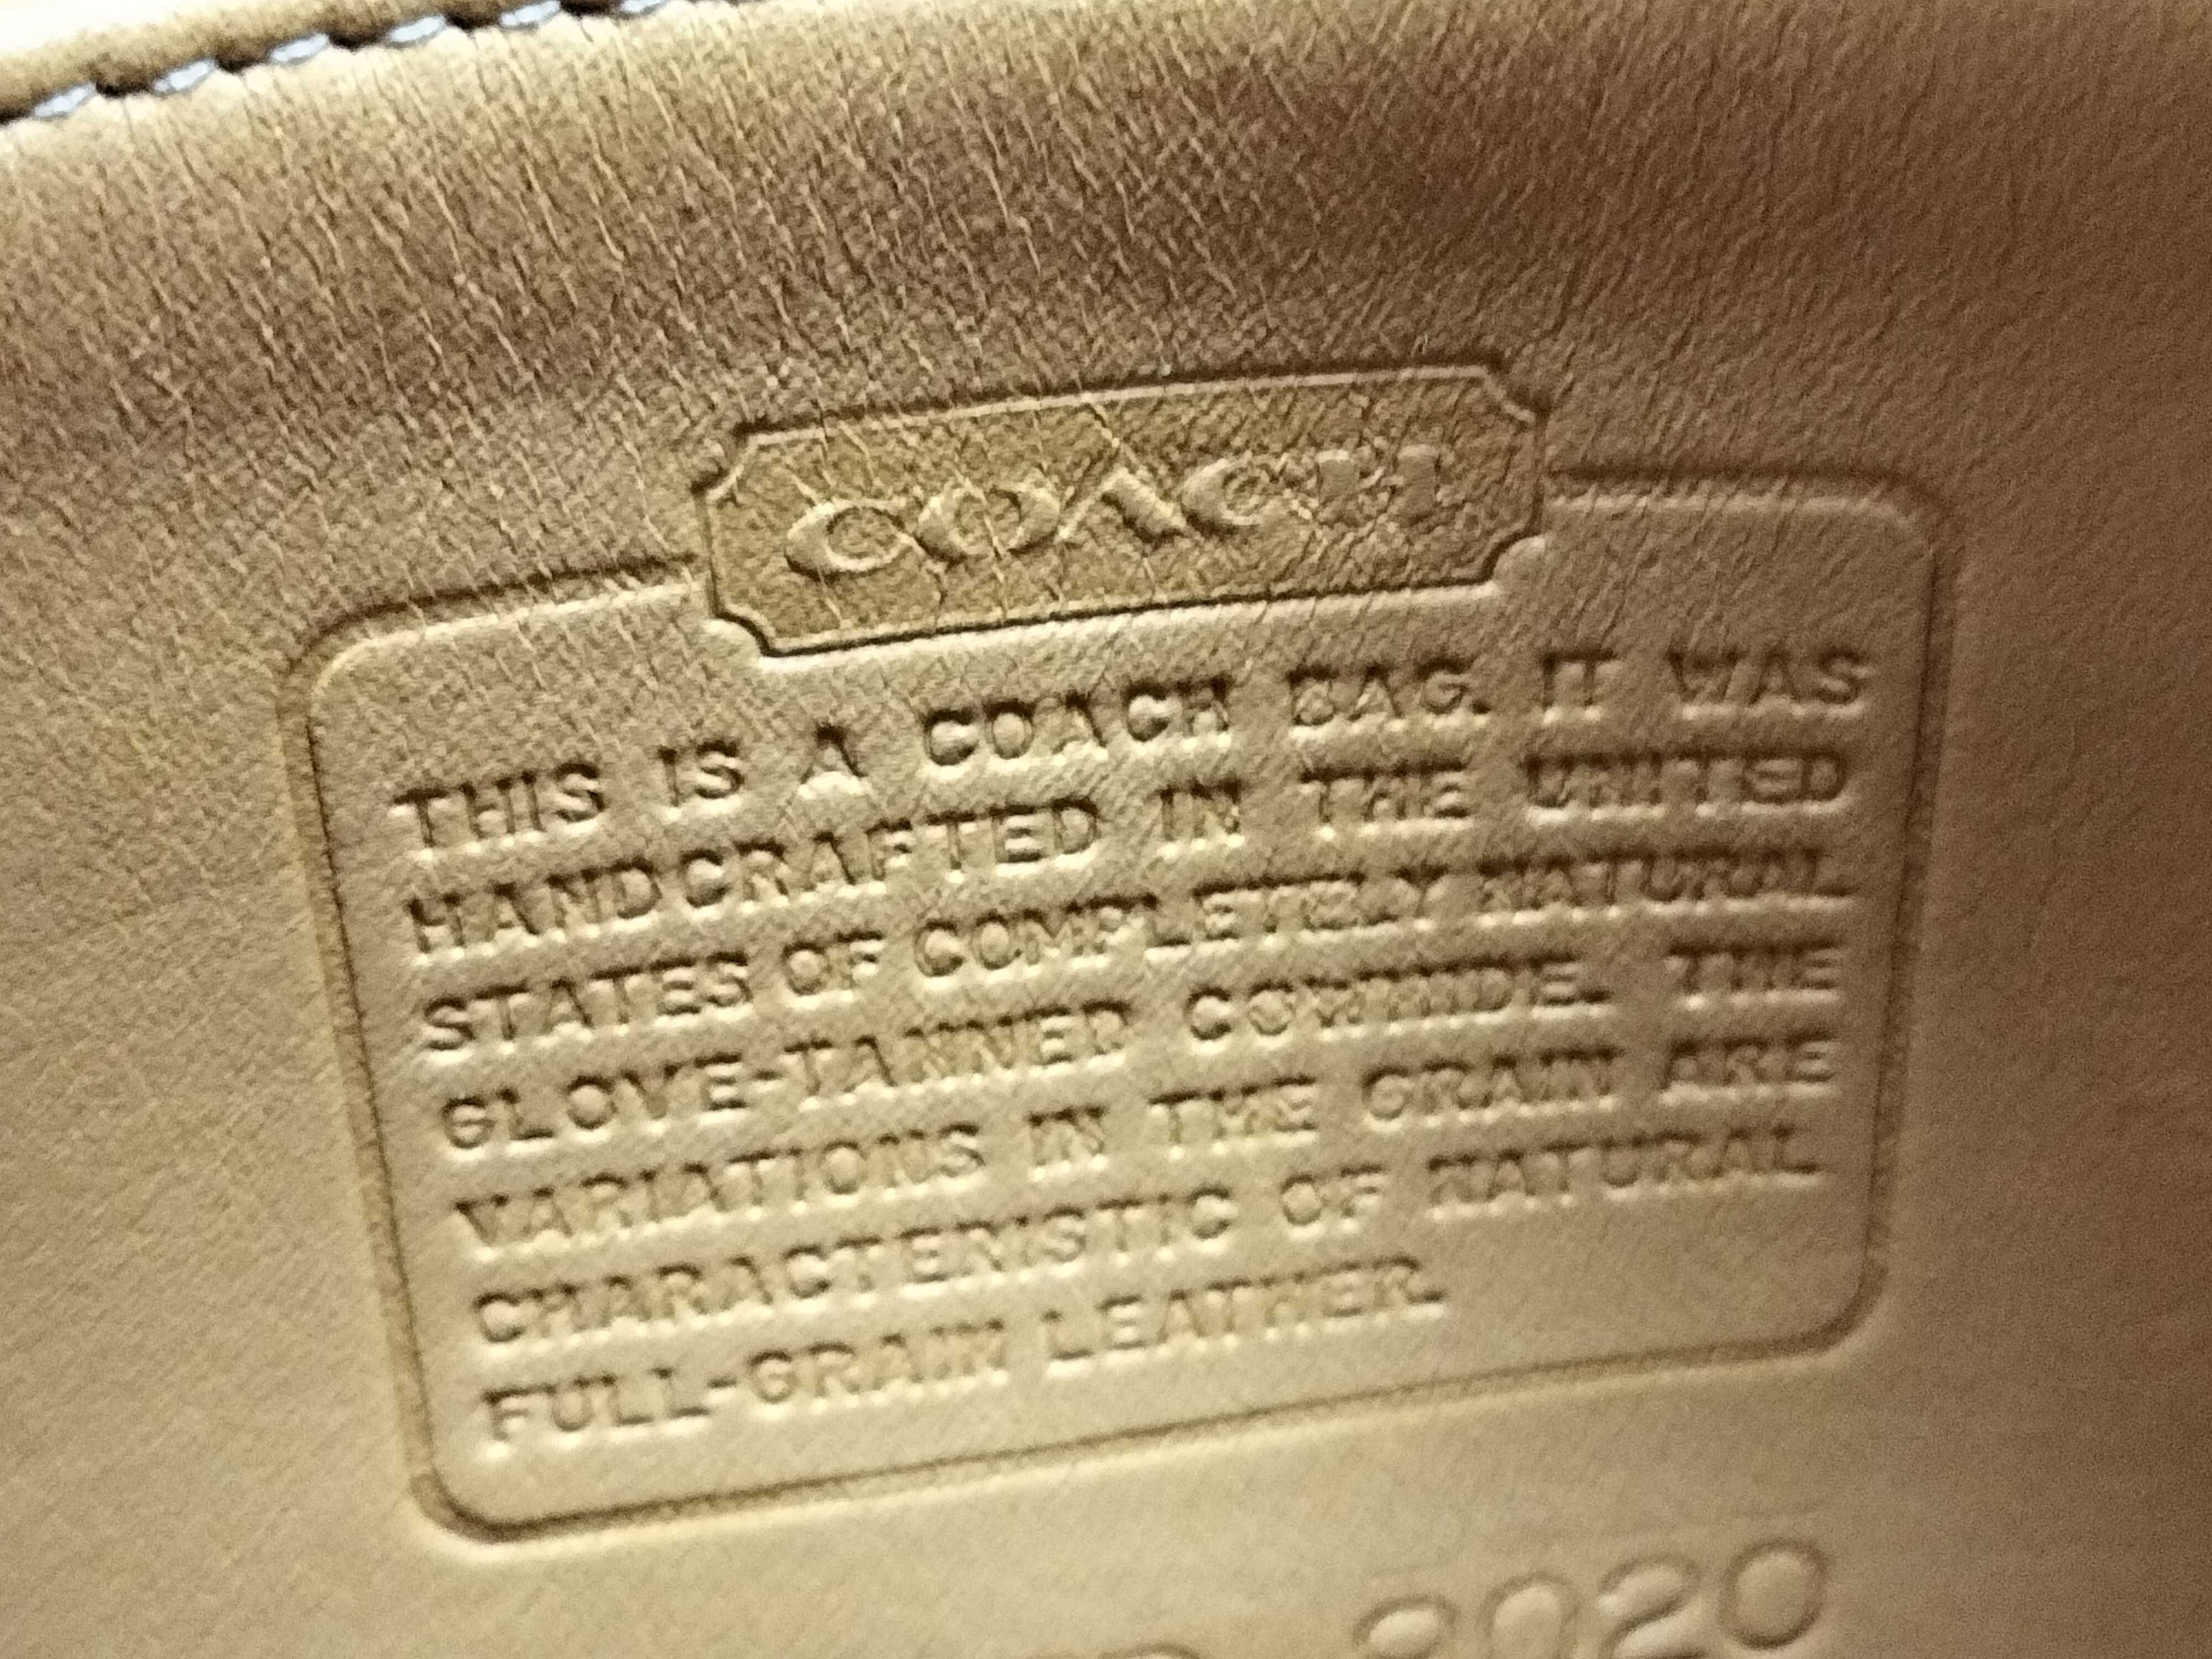 COACH
THIS IS A COACH BAG. IT WAS
HANDCRAFTED IN THE UNITED
STATES OF COMPLETELY NATURAL
GLOVE-TANNED COWHIDE. THE
VARIATIONS IN THE GRAIN ARE
CHARACTERISTIC OF NATURAL
FULL-GRAIN LEATHER.
2020